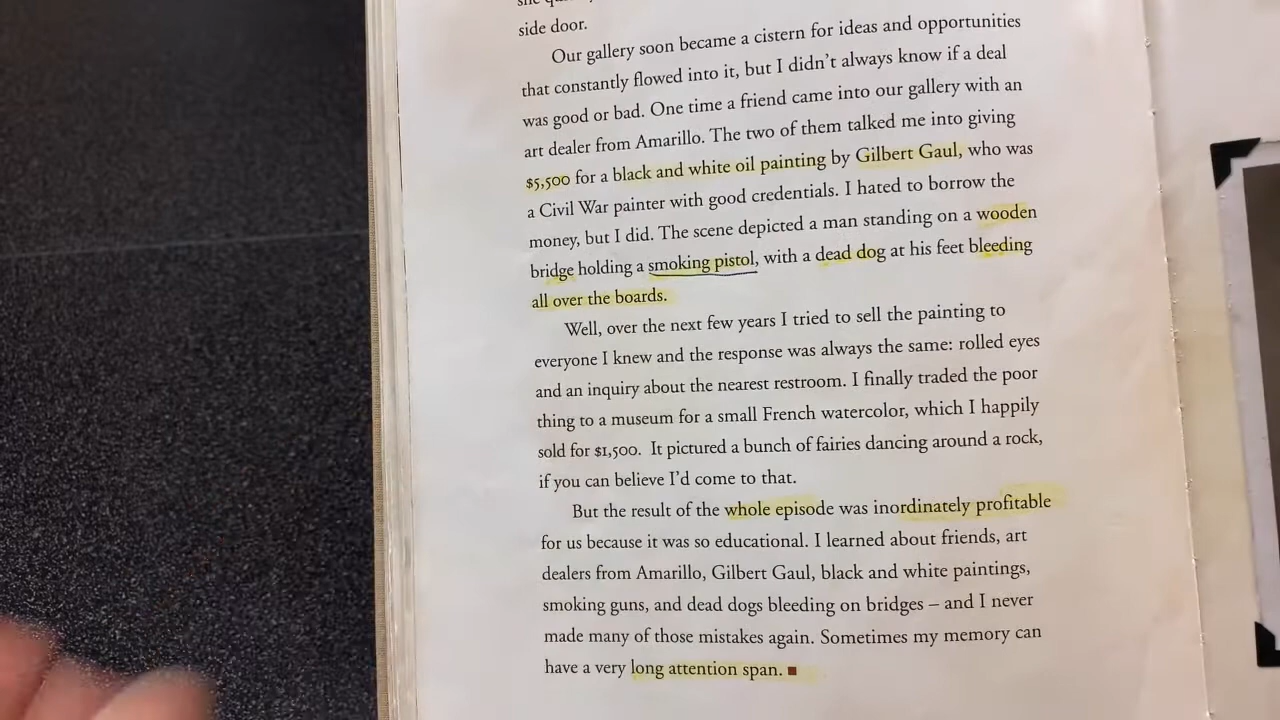 side door.
Our gallery soon became a cistern for ideas and opportunities
that constantly flowed into it, but I didn’t always know if a deal
was good or bad. One time a friend came into our gallery with an
art dealer from Amarillo. The two of them talked me into giving
$5,500 for a black and white oil painting by Gilbert Gaul, who was
a Civil War painter with good credentials. I hated to borrow the
money, but I did. The scene depicted a man standing on a wooden
bridge holding a smoking pistol, with a dead dog at his feet bleeding
all over the boards.
Well, over the next few years I tried to sell the painting to
everyone I knew and the response was always the same: rolled eyes
and an inquiry about the nearest restroom. I finally traded the poor
thing to a museum for a small French watercolor, which I happily
sold for $1,500. It pictured a bunch of fairies dancing around a rock,
if you can believe I’d come to that.
But the result of the whole episode was inordinately profitable
for us because it was so educational. I learned about friends, art
dealers from Amarillo, Gilbert Gaul, black and white paintings,
smoking guns, and dead dogs bleeding on bridges – and I never
made many of those mistakes again. Sometimes my memory can
have a very long attention span.